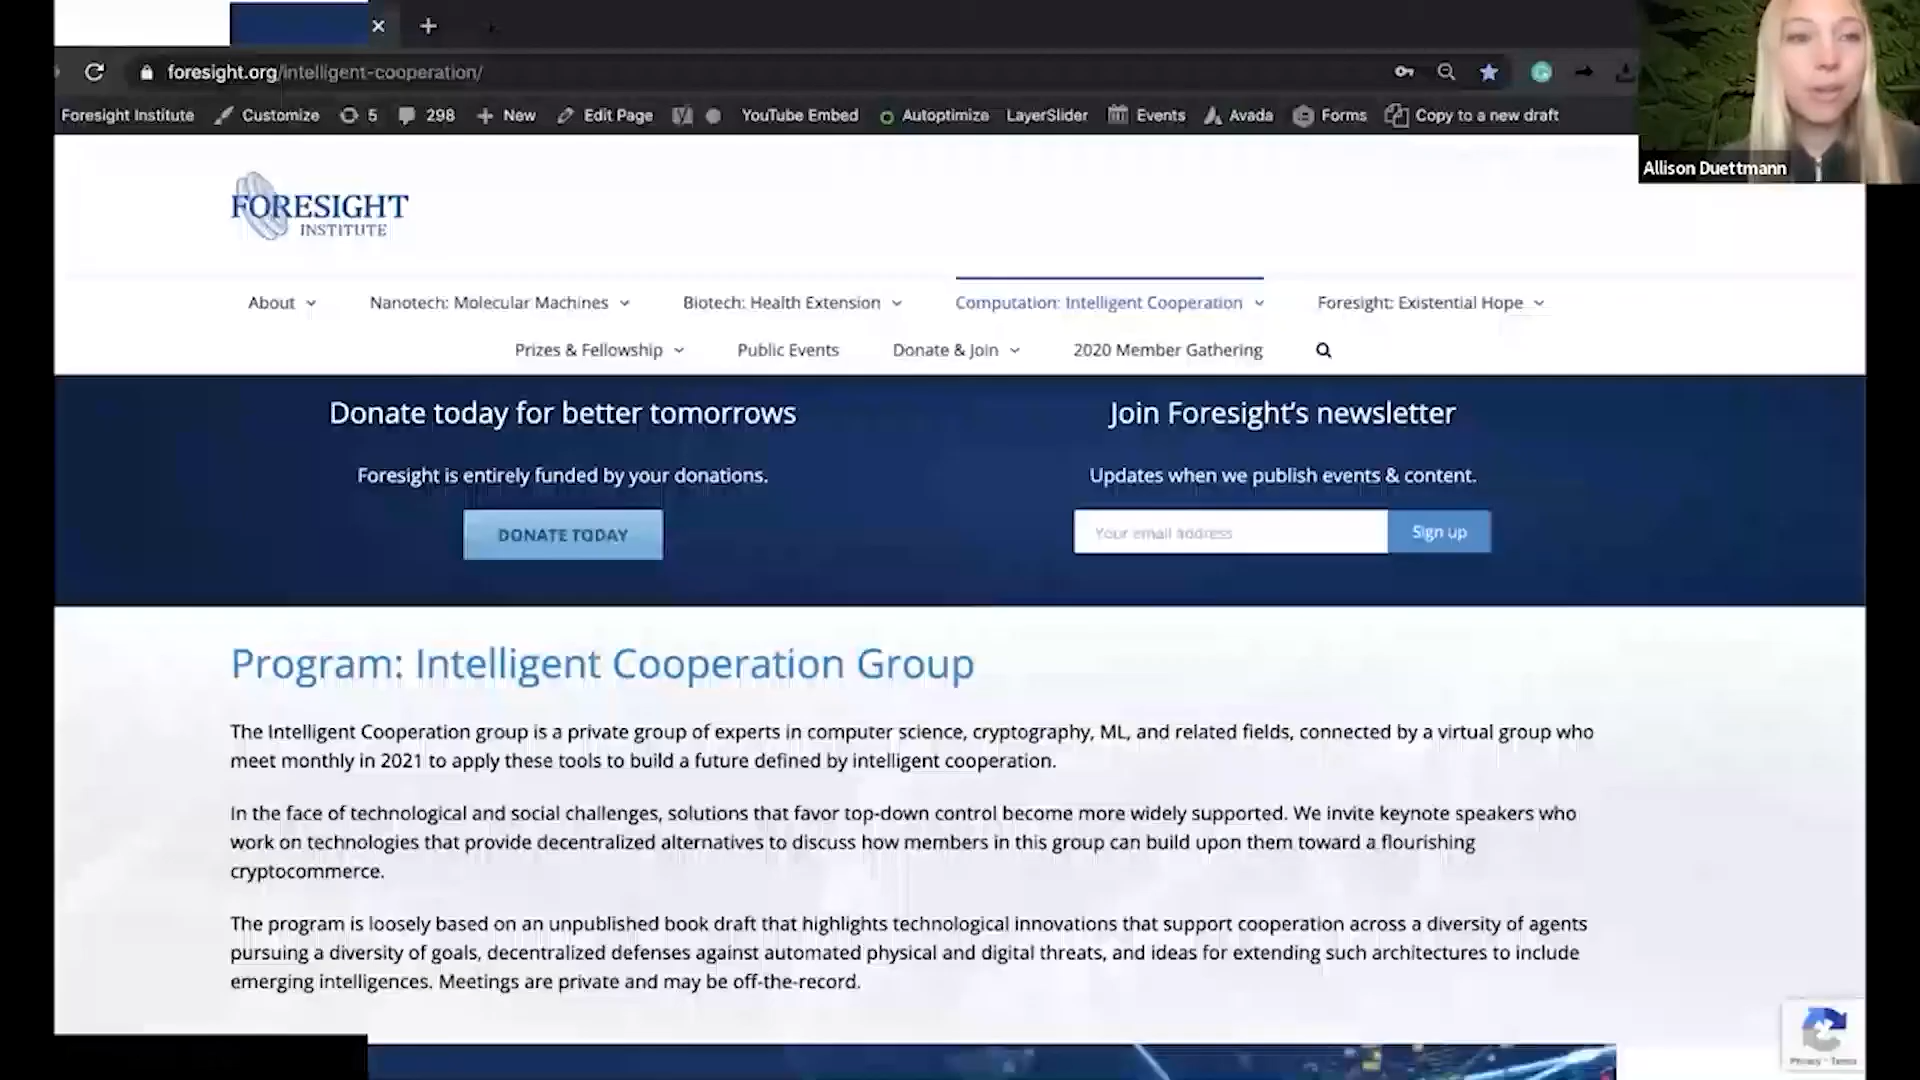 foresight.org/intelligent-cooperation/
Foresight Institute Customize 5 298 New Edit Page YouTube Embed Autoptimize LayerSlider Events Avada Forms Copy to a new draft
Allison Duettmann
FORESIGHT
INSTITUTE
About Nanotech: Molecular Machines Biotech: Health Extension Computation: Intelligent Cooperation Foresight: Existential Hope
Prizes & Fellowship Public Events Donate & Join 2020 Member Gathering
Donate today for better tomorrows
Join Foresight's newsletter
Foresight is entirely funded by your donations.
Updates when we publish events & content.
DONATE TODAY
Your email address Sign up
Program: Intelligent Cooperation Group
The Intelligent Cooperation group is a private group of experts in computer science, cryptography, ML, and related fields, connected by a virtual group who
meet monthly in 2021 to apply these tools to build a future defined by intelligent cooperation.
In the face of technological and social challenges, solutions that favor top-down control become more widely supported. We invite keynote speakers who
work on technologies that provide decentralized alternatives to discuss how members in this group can build upon them toward a flourishing
cryptocommerce.
The program is loosely based on an unpublished book draft that highlights technological innovations that support cooperation across a diversity of agents
pursuing a diversity of goals, decentralized defenses against automated physical and digital threats, and ideas for extending such architectures to include
emerging intelligences. Meetings are private and may be off-the-record.
Privacy - Terms